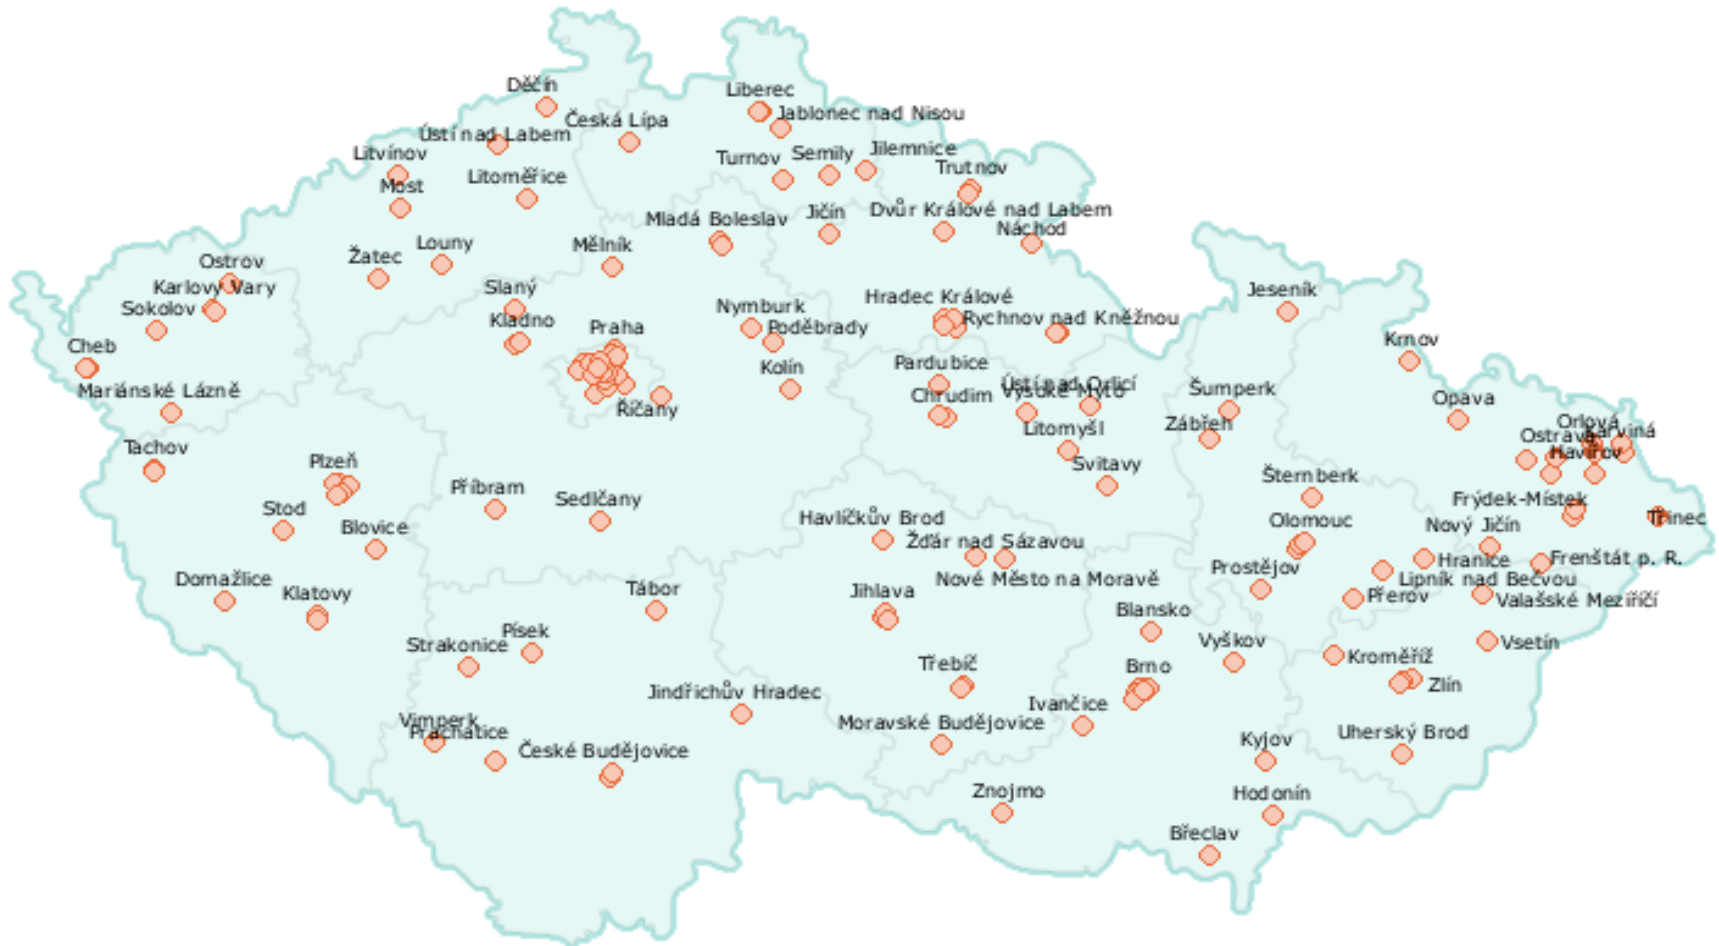 Děčín
Liberec
Jablonec nad Nisou
Česká Lípa
Ústí nad Labem
Litvínov
Turnov
Semily
Jilemnice
Trutnov
Most
Litoměřice
Mladá Boleslav
Jičín
Dvůr Králové nad Labem
Náchod
Louny
Mělník
Žatec
Ostrov
Karlovy Vary
Sokolov
Slaný
Kladno
Praha
Nymburk
Poděbrady
Hradec Králové
Rychnov nad Kněžnou
Jeseník
Cheb
Krnov
Kolín
Pardubice
Mariánské Lázně
Říčany
Chrudim
Ústí nad Orlicí
Vysoké Mýto
Šumperk
Opava
Litomyšl
Zábřeh
Orlová
Karviná
Ostrava
Havířov
Tachov
Plzeň
Svitavy
Šternberk
Příbram
Sedlčany
Stod
Blovice
Havlíčkův Brod
Žďár nad Sázavou
Olomouc
Frýdek-Místek
Třinec
Nový Jičín
Hranice
Frenštát p. R.
Nové Město na Moravě
Prostějov
Lipník nad Bečvou
Přerov
Valašské Meziříčí
Domažlice
Klatovy
Tábor
Jihlava
Blansko
Písek
Strakonice
Vyškov
Vsetín
Kroměříž
Třebíč
Brno
Zlín
Jindřichův Hradec
Ivančice
Vimperk
Prachatice
Moravské Budějovice
České Budějovice
Kyjov
Uherský Brod
Znojmo
Hodonín
Břeclav